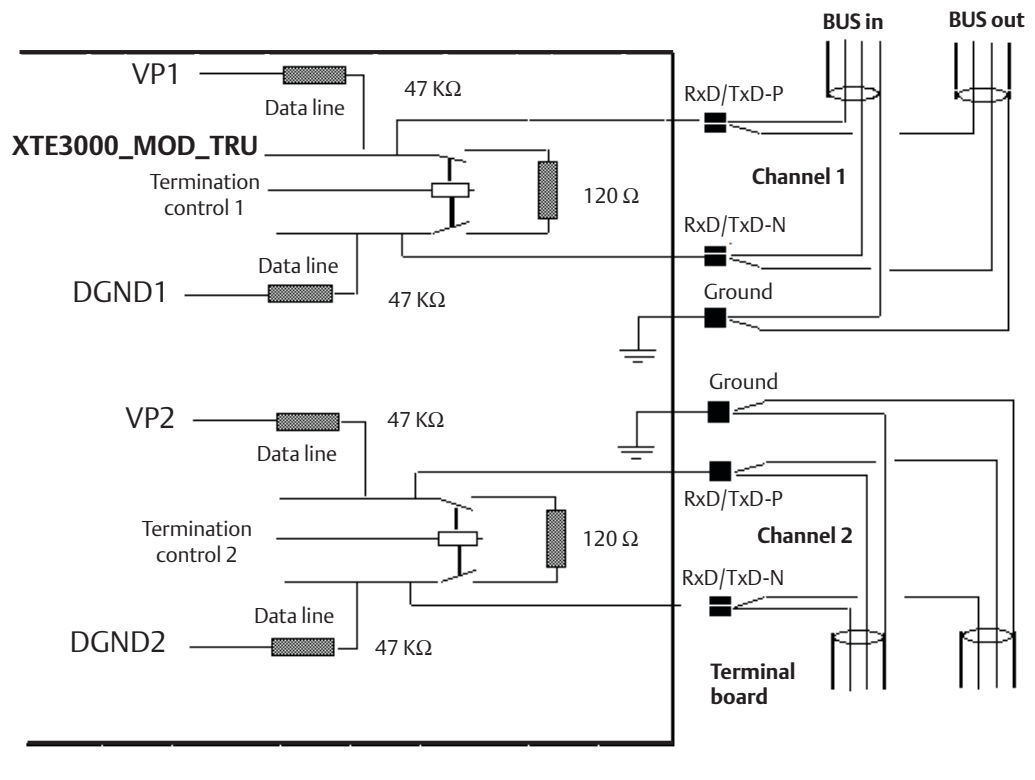 BUS in
BUS out
VP1
47 KΩ
Data line
RxD/TxD-P
XTE3000_MOD_TRU
Termination
control 1
120 Ω
Channel 1
RxD/TxD-N
Data line
DGND1
47 KΩ
Ground
Ground
VP2
47 KΩ
Data line
RxD/TxD-P
Termination
control 2
120 Ω
Channel 2
RxD/TxD-N
Data line
DGND2
47 KΩ
Terminal
board